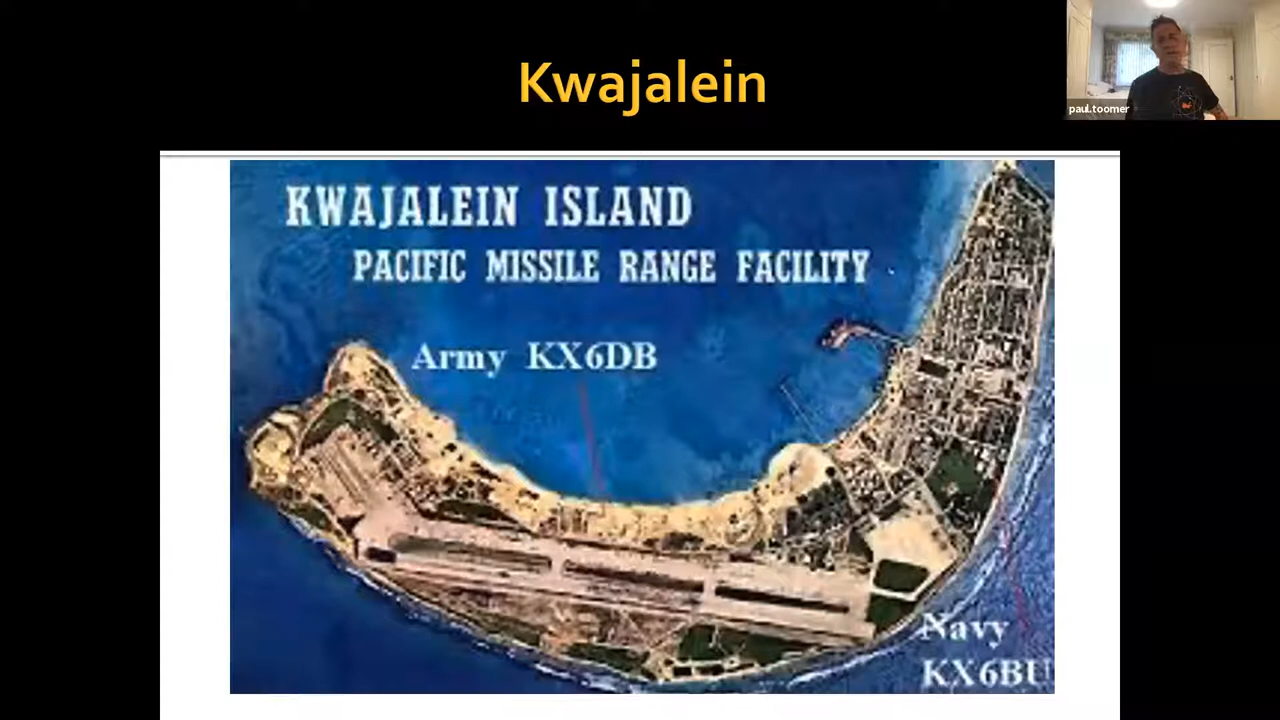 Kwajalein
paul.toomer
KWAJALEIN ISLAND
PACIFIC MISSILE RANGE FACILITY
Army KX6DB
Navy
KX6BU